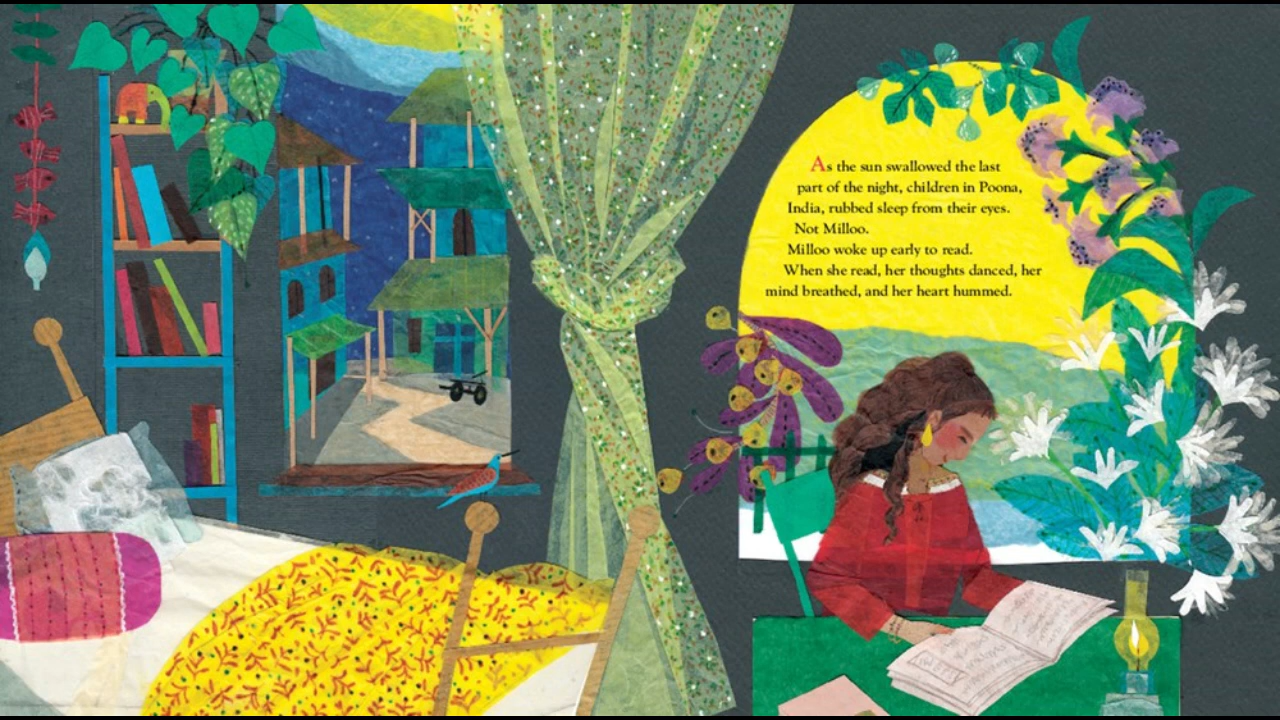 As the sun swallowed the last
part of the night, children in Poona,
India, rubbed sleep from their eyes.
Not Milloo.
Milloo woke up early to read.
When she read, her thoughts danced, her
mind breathed, and her heart hummed.